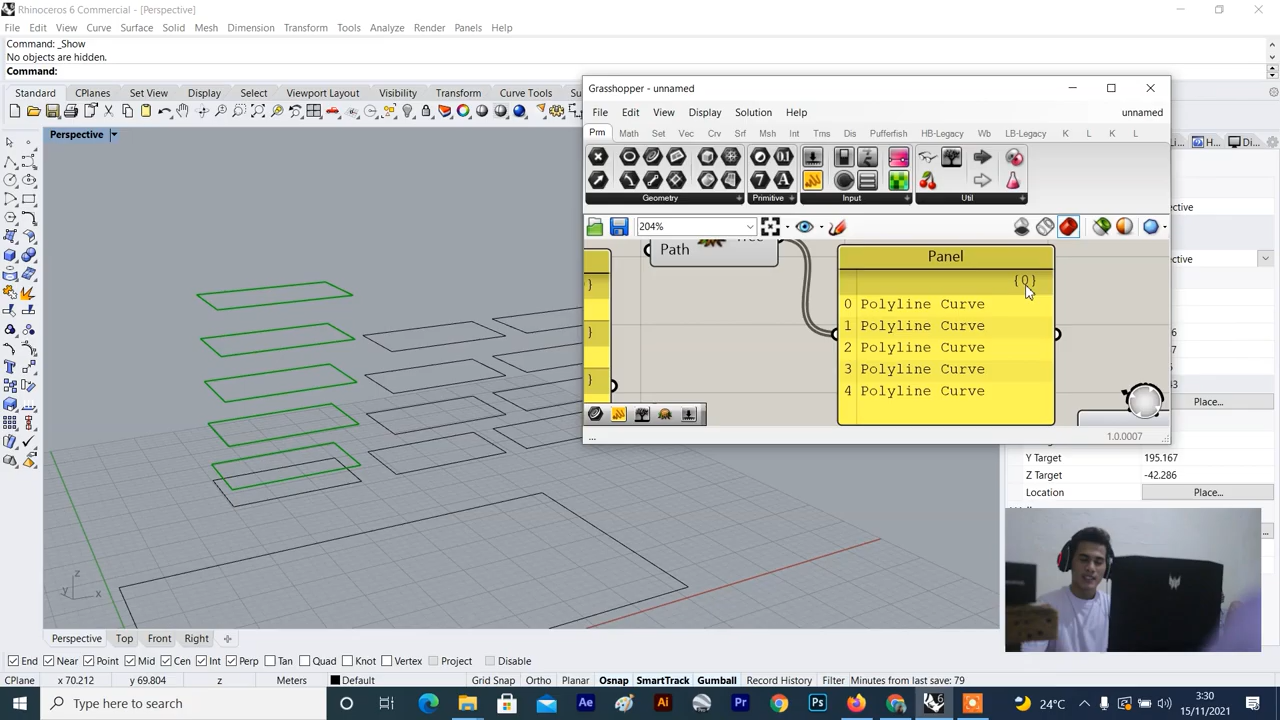 Rhinoceros 6 Commercial - [Perspective]
File Edit View Curve Surface Solid Mesh Dimension Transform Tools Analyze Render Panels Help
Command: _Show
No objects are hidden.
Command:
Standard CPlanes Set View Display Select Viewport Layout Visibility Transform Curve Tools
Perspective
Grasshopper - unnamed
File Edit View Display Solution Help
unnamed
Prm Math Set Vec Crv Srf Msh Int Tms Dis Pufferfish HB-Legacy Wb LB-Legacy K L K L
Geometry Primitive Input Util
204%
Path
Panel
{0}
0 Polyline Curve
1 Polyline Curve
2 Polyline Curve
3 Polyline Curve
4 Polyline Curve
...
1.0.0007
Place...
Y Target 195.167
Z Target -42.286
Location Place...
z
x
Perspective Top Front Right
End Near Point Mid Cen Int Perp Tan Quad Knot Vertex Project Disable
CPlane x 70.212 y 69.804 z Meters Default Grid Snap Ortho Planar Osnap SmartTrack Gumball Record History Filter Minutes from last save: 79
Type here to search
24°C
3:30
15/11/2021